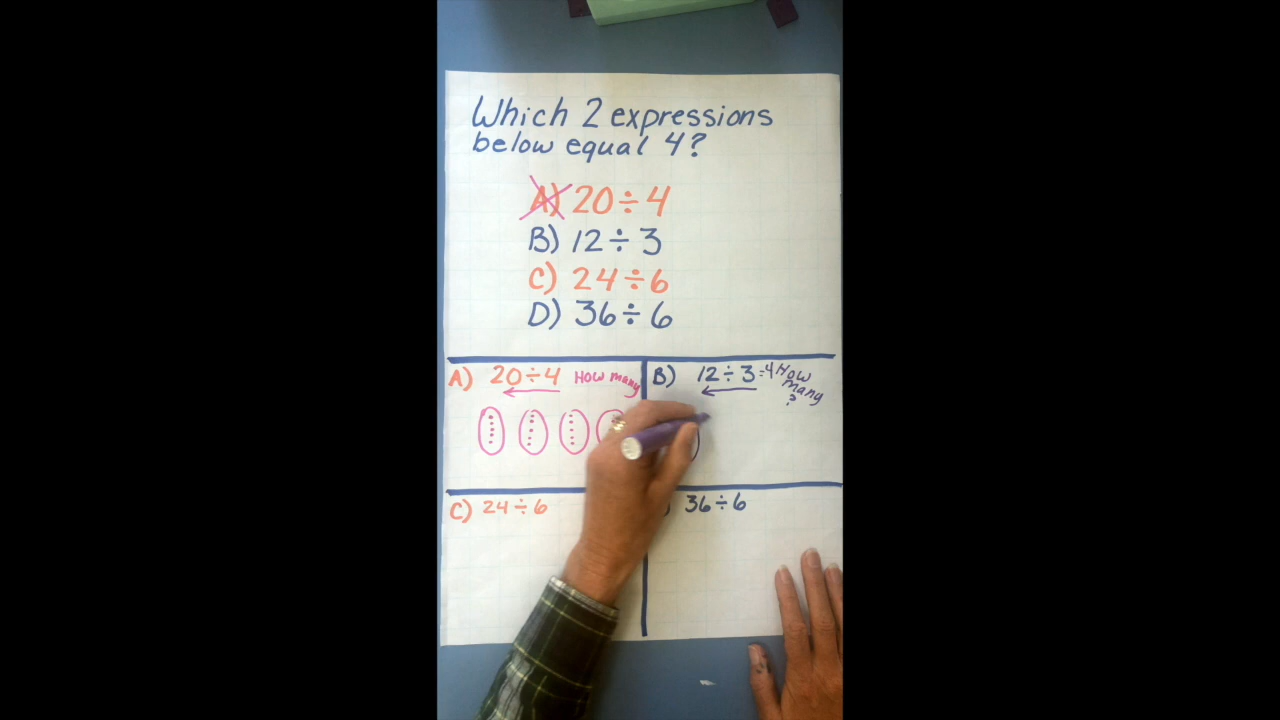 Which 2 expressions
below equal 4?
A) 20÷4
B) 12÷3
C) 24÷6
D) 36÷6
A) 20÷4 How many
B) 12÷3=4 How
many
?
C) 24÷6
36÷6